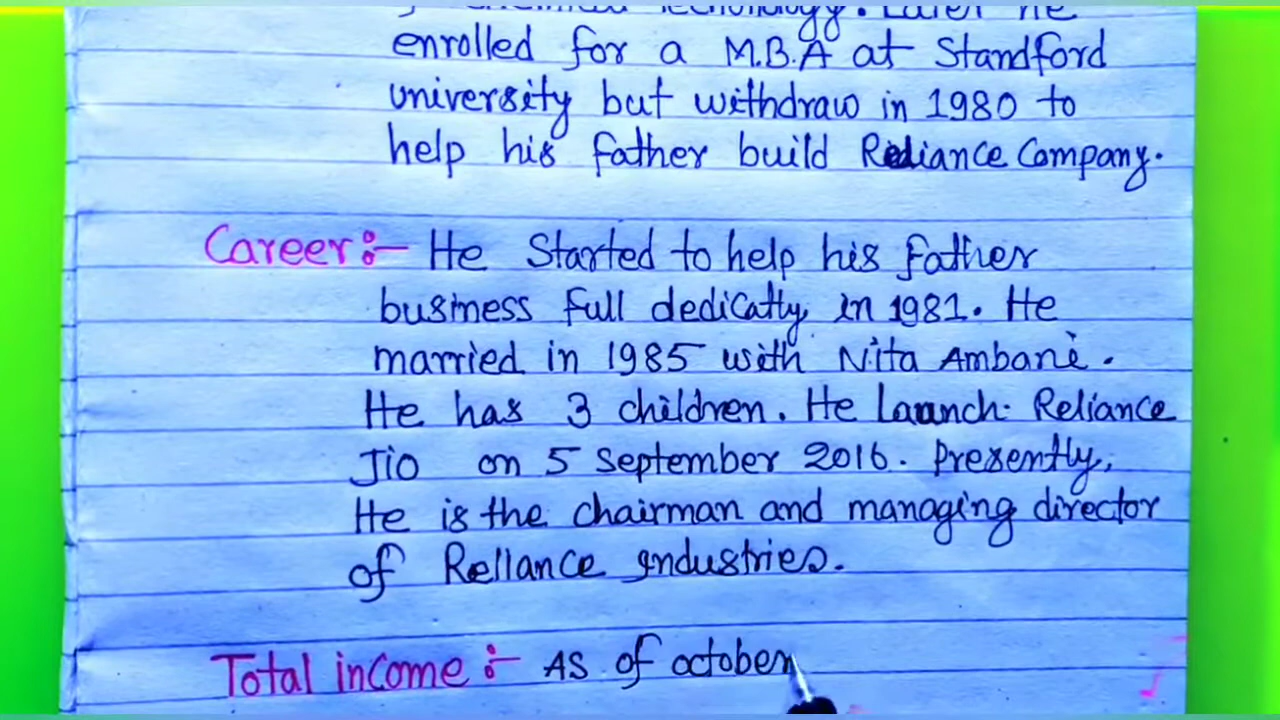 Technology. Later he
enrolled for a M.B.A at Standford
university but withdraw in 1980 to
help his father build Reliance Company.
Career :- He Started to help his father
business full dedicatly in 1981. He
married in 1985 with Nita Ambani.
He has 3 children. He Launch Reliance
Jio on 5 September 2016. Presently,
He is the chairman and managing director
of Reliance Industries.
Total income :- AS of october